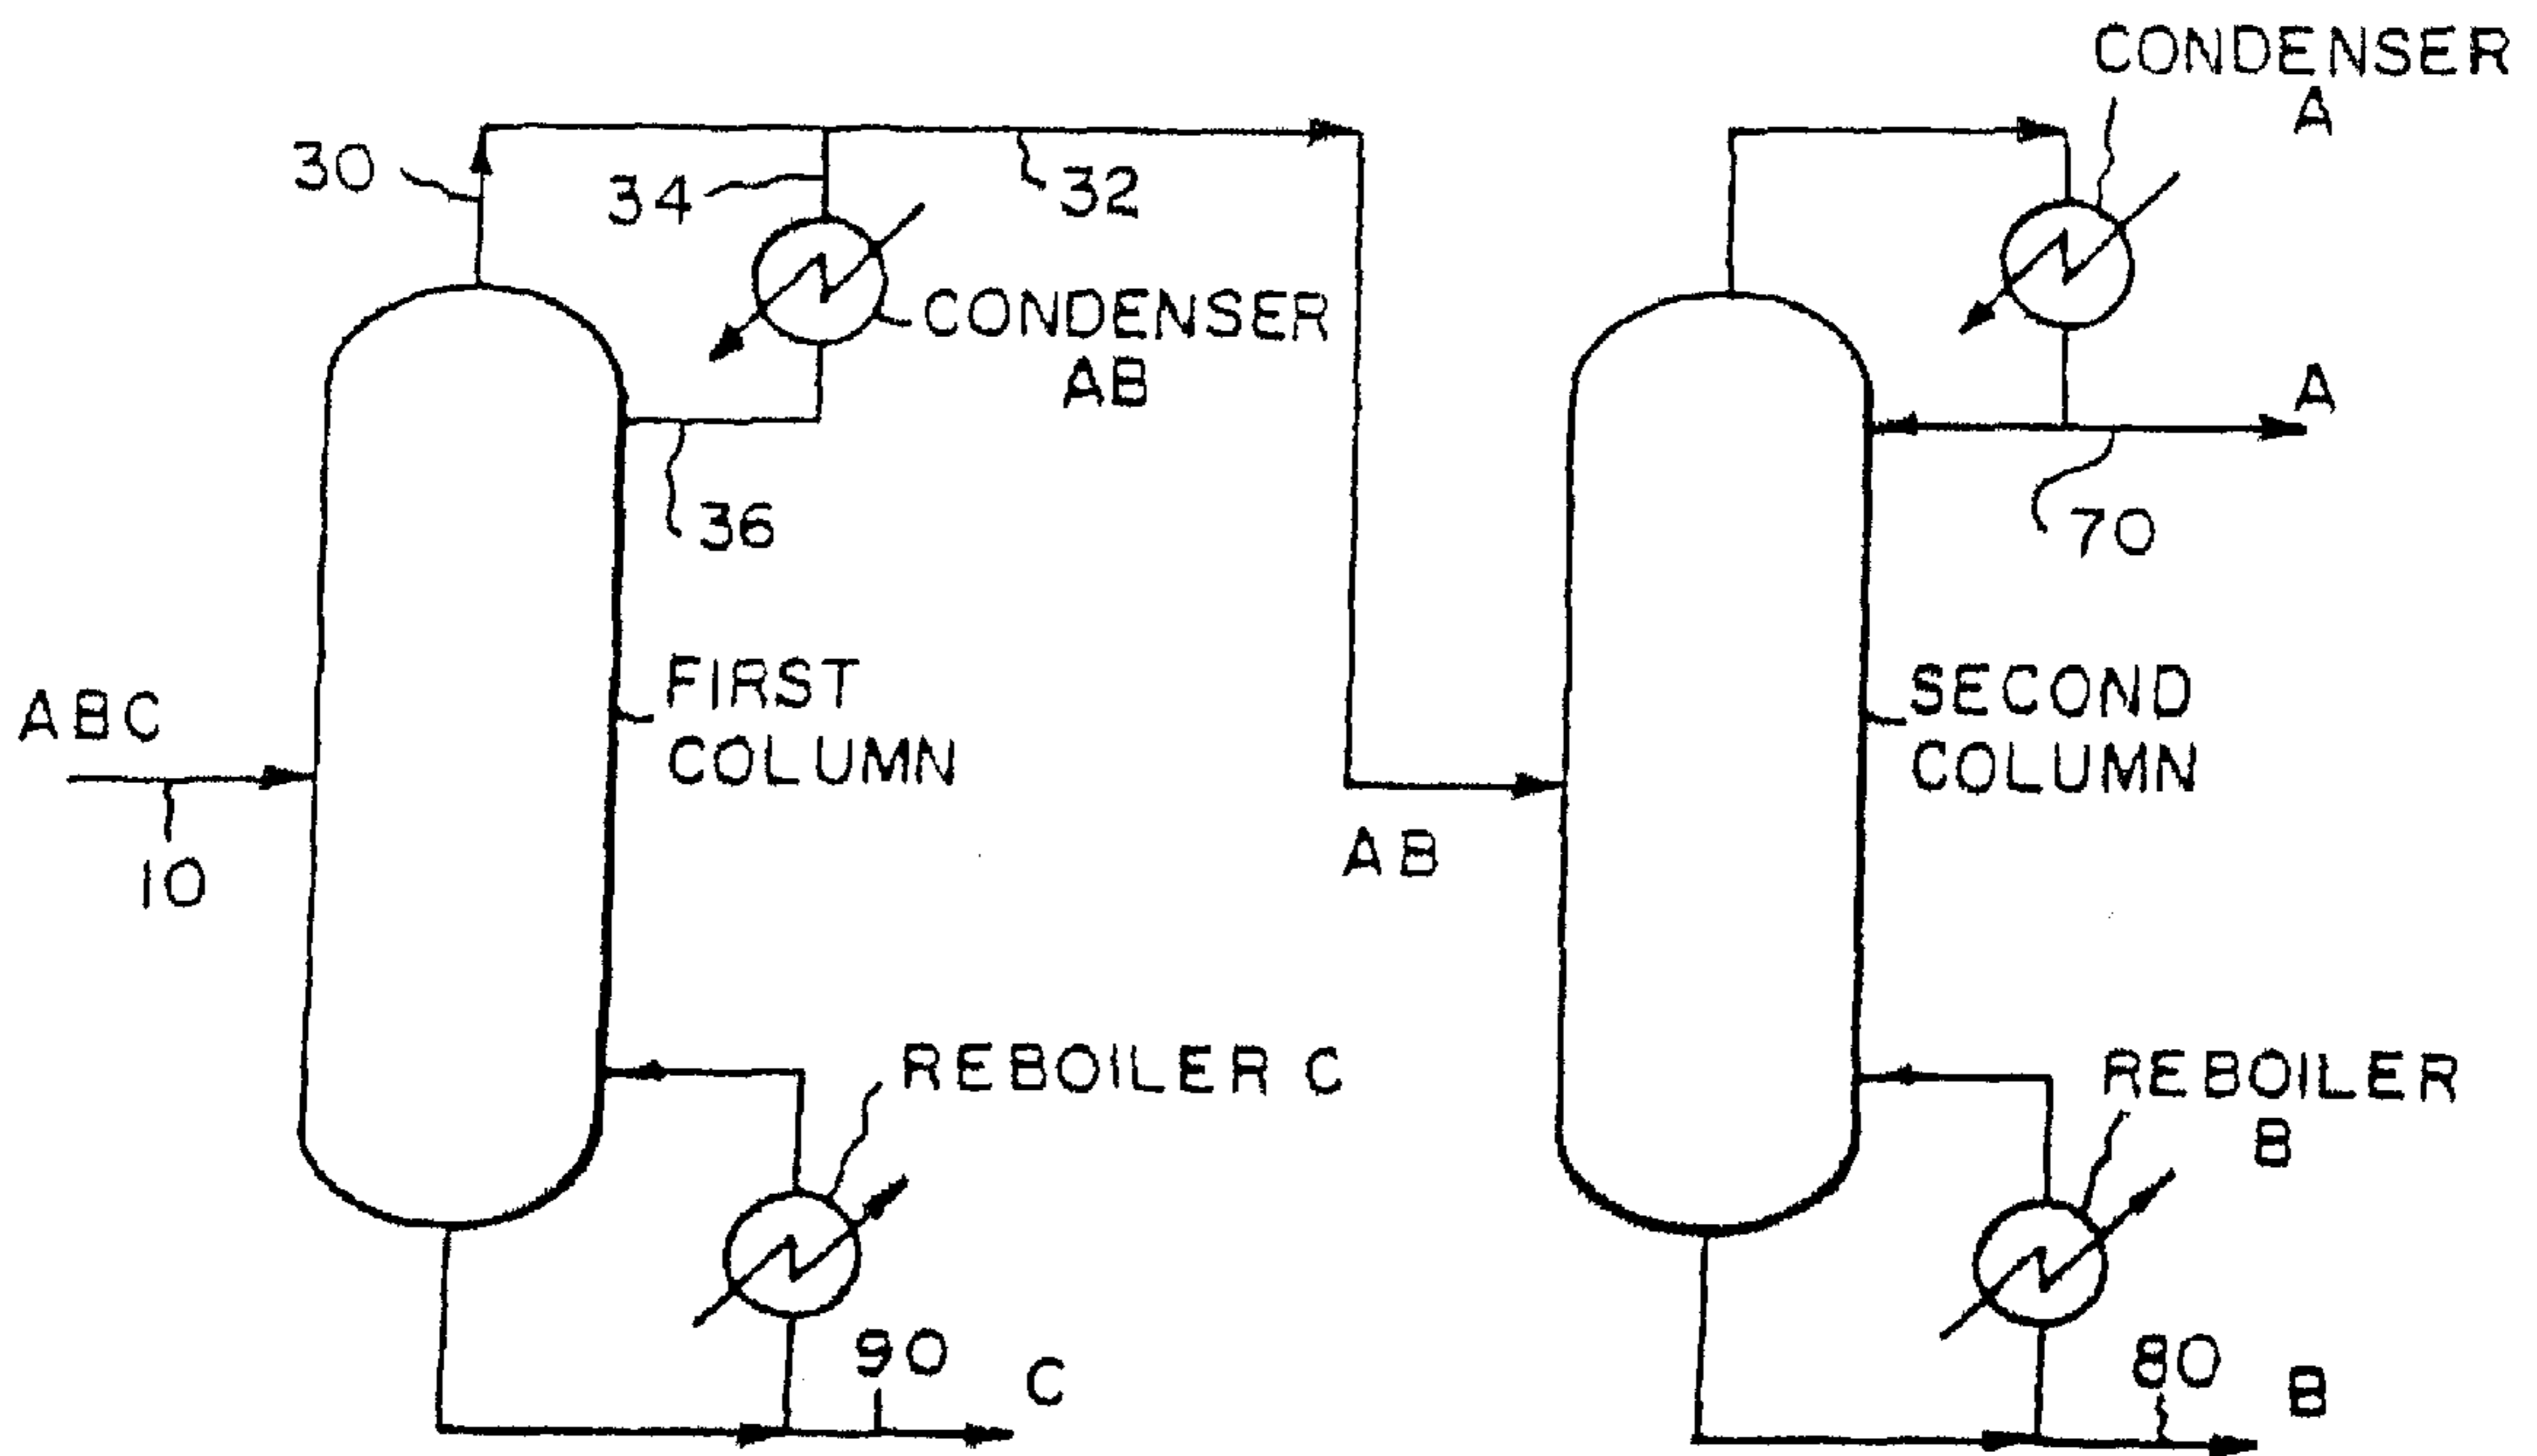 CONDENSER
A
30
34
32
CONDENSER
AB
A
36
70
ABC
FIRST
COLUMN
SECOND
COLUMN
10
AB
REBOILER C
REBOILER
B
90
C
80
B